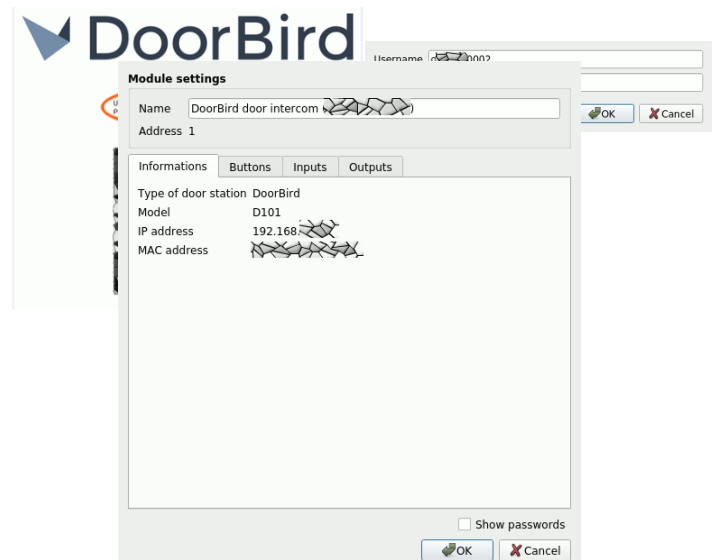 DoorBird
Username 0002
OK Cancel
Module settings
Name DoorBird door intercom )
Address 1
Informations Buttons Inputs Outputs
Type of door station DoorBird
Model D101
IP address 192.168.
MAC address
Show passwords
OK Cancel